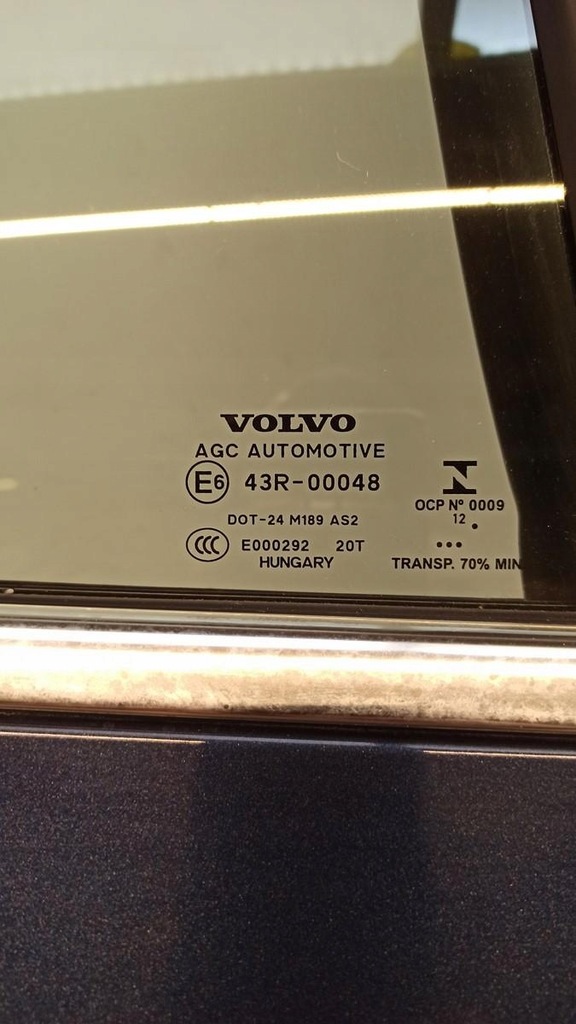 VOLVO
AGC AUTOMOTIVE
E6 43R-00048
DOT-24 M189 AS2
CCC E000292 20T
HUNGARY
N
OCP Nº 0009
12 .
...
TRANSP. 70% MIN